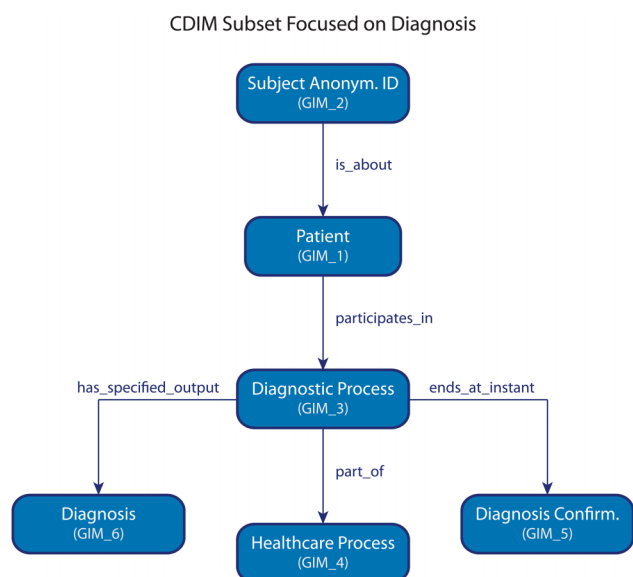 CDIM Subset Focused on Diagnosis
Subject Anonym. ID
(GIM_2)
is_about
Patient
(GIM_1)
participates_in
has_specified_output
Diagnostic Process
(GIM_3)
ends_at_instant
part_of
Diagnosis
(GIM_6)
Healthcare Process
(GIM_4)
Diagnosis Confirm.
(GIM_5)